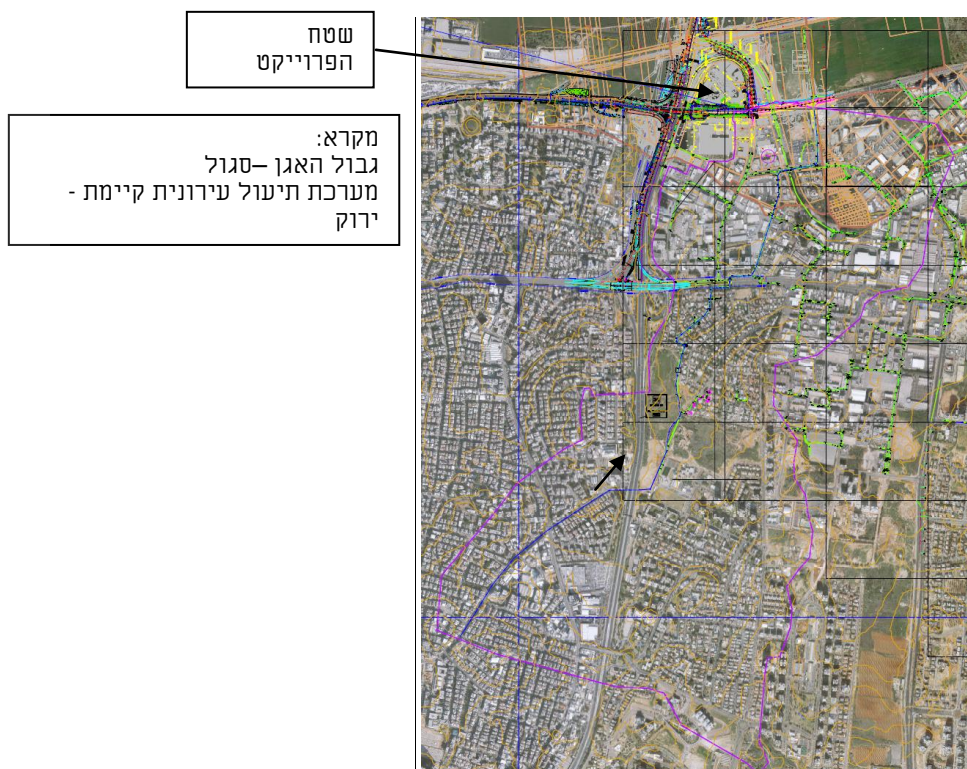 שטח
הפרוייקט
מקרא:
גבול האגן –סגול
מערכת תיעול עירונית קיימת -
ירוק